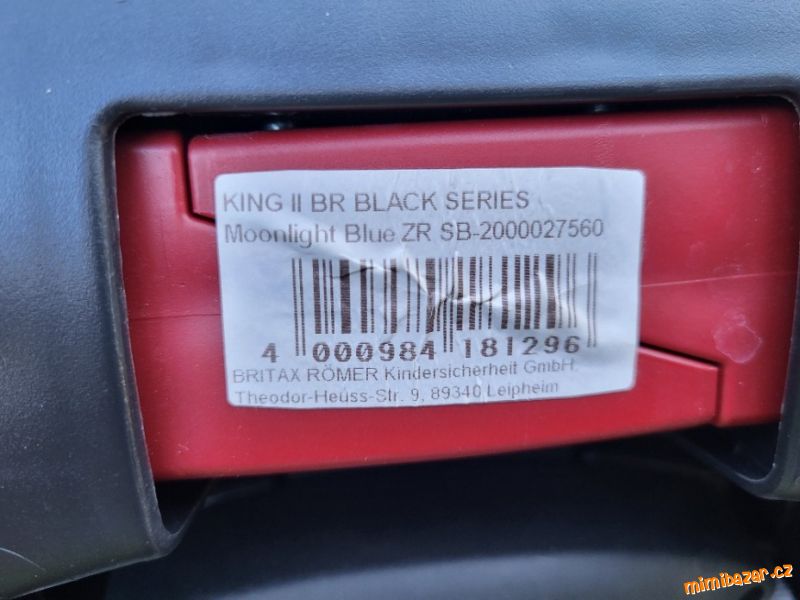 KING II BR BLACK SERIES
Moonlight Blue ZR SB-2000027560
4 000984 181296
BRITAX RÖMER Kindersicherheit GmbH,
Theodor-Heuss-Str. 9, 89340 Leipheim
mimibazar.cz